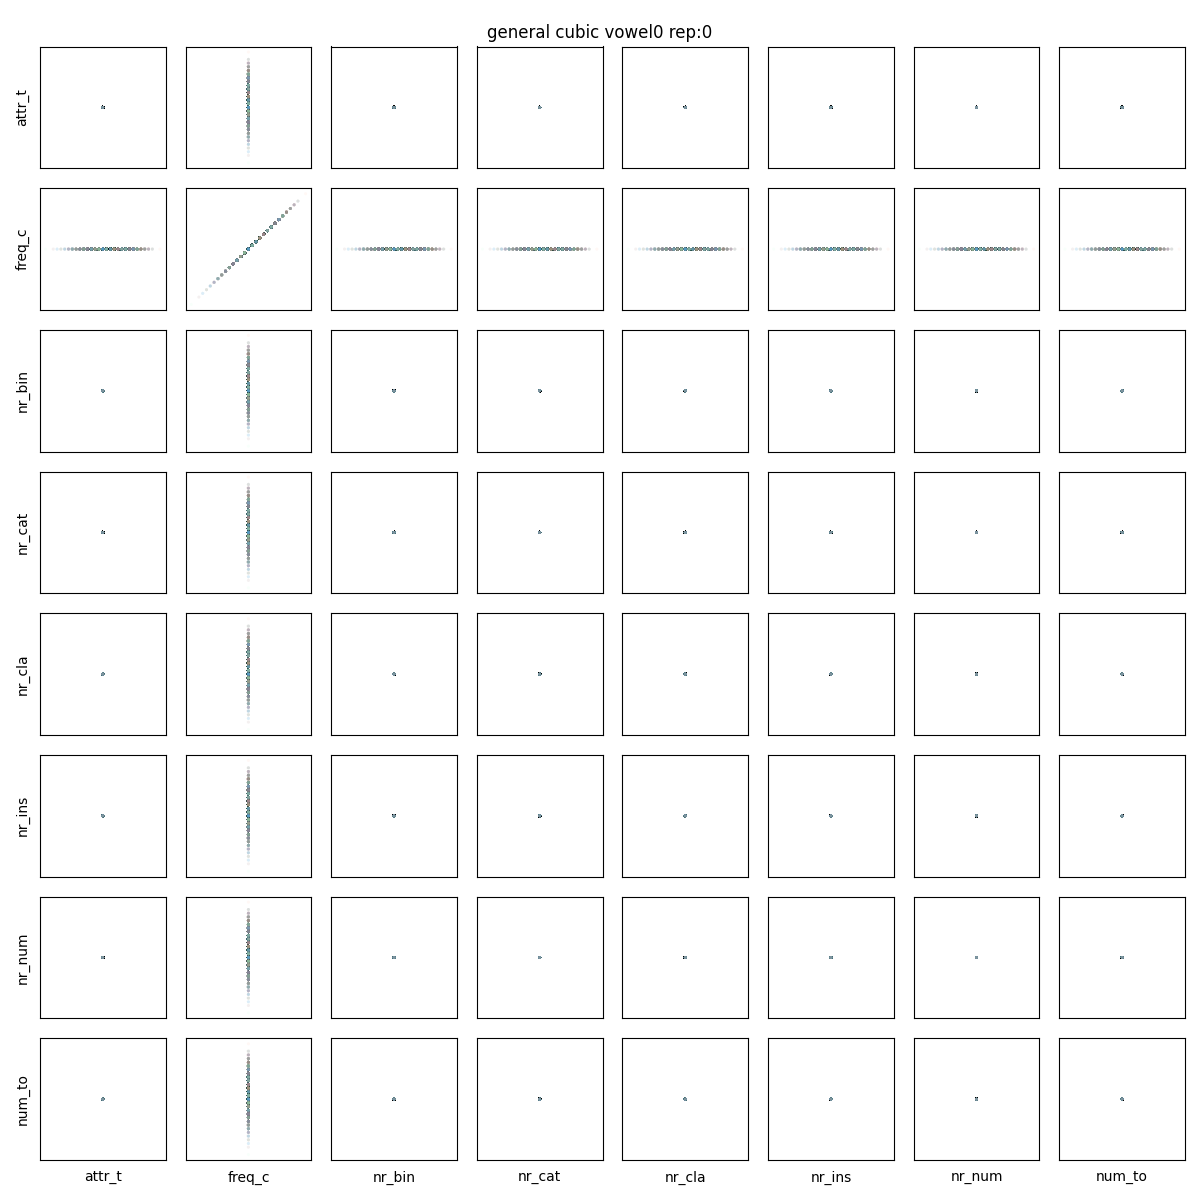 general cubic vowel0 rep:0
attr_t
freq_c
nr_bin
nr_cat
nr_cla
nr_ins
nr_num
num_to
attr_t freq_c nr_bin nr_cat nr_cla nr_ins nr_num num_to